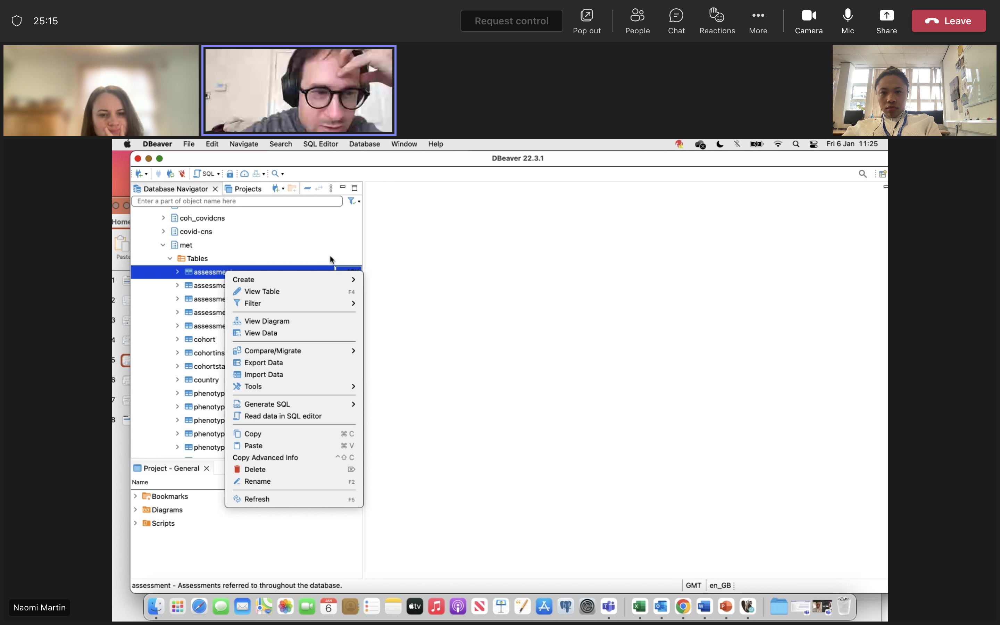 25:15
Request control
Pop out
People
Chat
Reactions
More
Camera
Mic
Share
Leave
DBeaver File Edit Navigate Search SQL Editor Database Window Help
Fri 6 Jan 11:25
DBeaver 22.3.1
SQL
Home
Paste
Database Navigator
Projects
Enter a part of object name here
coh_covidcns
covid-cns
met
Tables
assessme
assessme
assessme
assessme
assessme
cohort
cohortins
cohortsta
country
phenotyp
phenotyp
phenotyp
phenotyp
phenotyp
1
2
3
4
5
6
7
8
Create
View Table F4
Filter
View Diagram
View Data
Compare/Migrate
Export Data
Import Data
Tools
Generate SQL
Read data in SQL editor
Copy ⌘ C
Paste ⌘ V
Copy Advanced Info ^⇧ C
Delete ⌦
Rename F2
Refresh F5
Project - General
Name
Bookmarks
Diagrams
Scripts
assessment - Assessments referred to throughout the database.
GMT
en_GB
Naomi Martin
JAN
6
tv